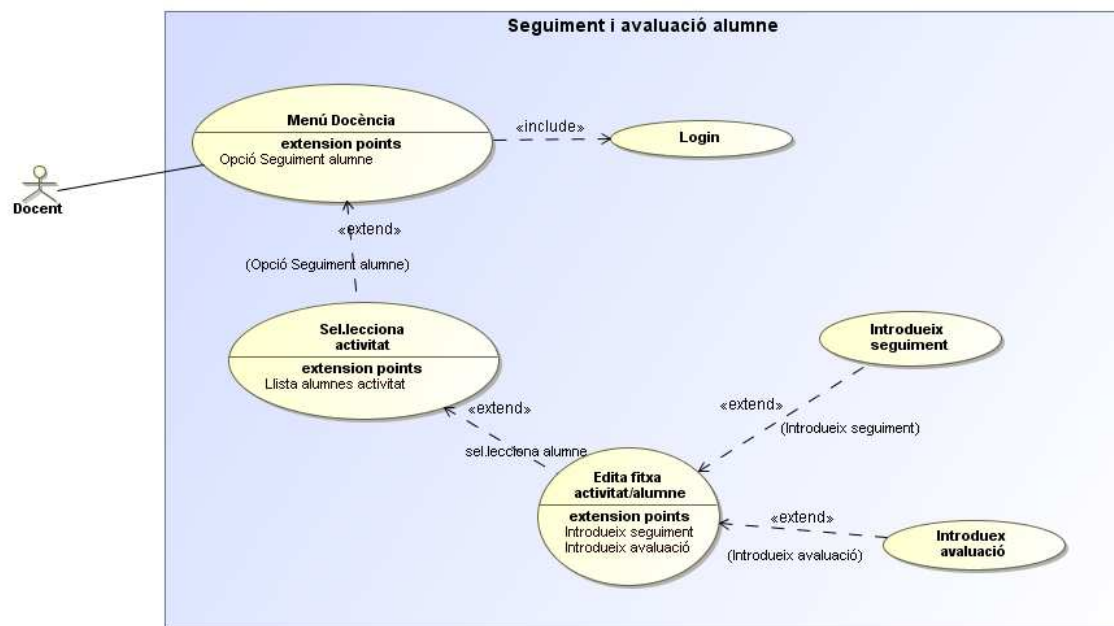 Seguiment i avaluació alumne
Menú Docència
extension points
Opció Seguiment alumne
«include»
Login
Docent
«extend»
(Opció Seguiment alumne)
Sel.lecciona
activitat
extension points
Llista alumnes activitat
Introdueix
seguiment
«extend»
(Introdueix seguiment)
«extend»
sel.lecciona alumne
Edita fitxa
activitat/alumne
extension points
Introdueix seguiment
Introdueix avaluació
«extend»
(Introdueix avaluació)
Introduex
avaluació